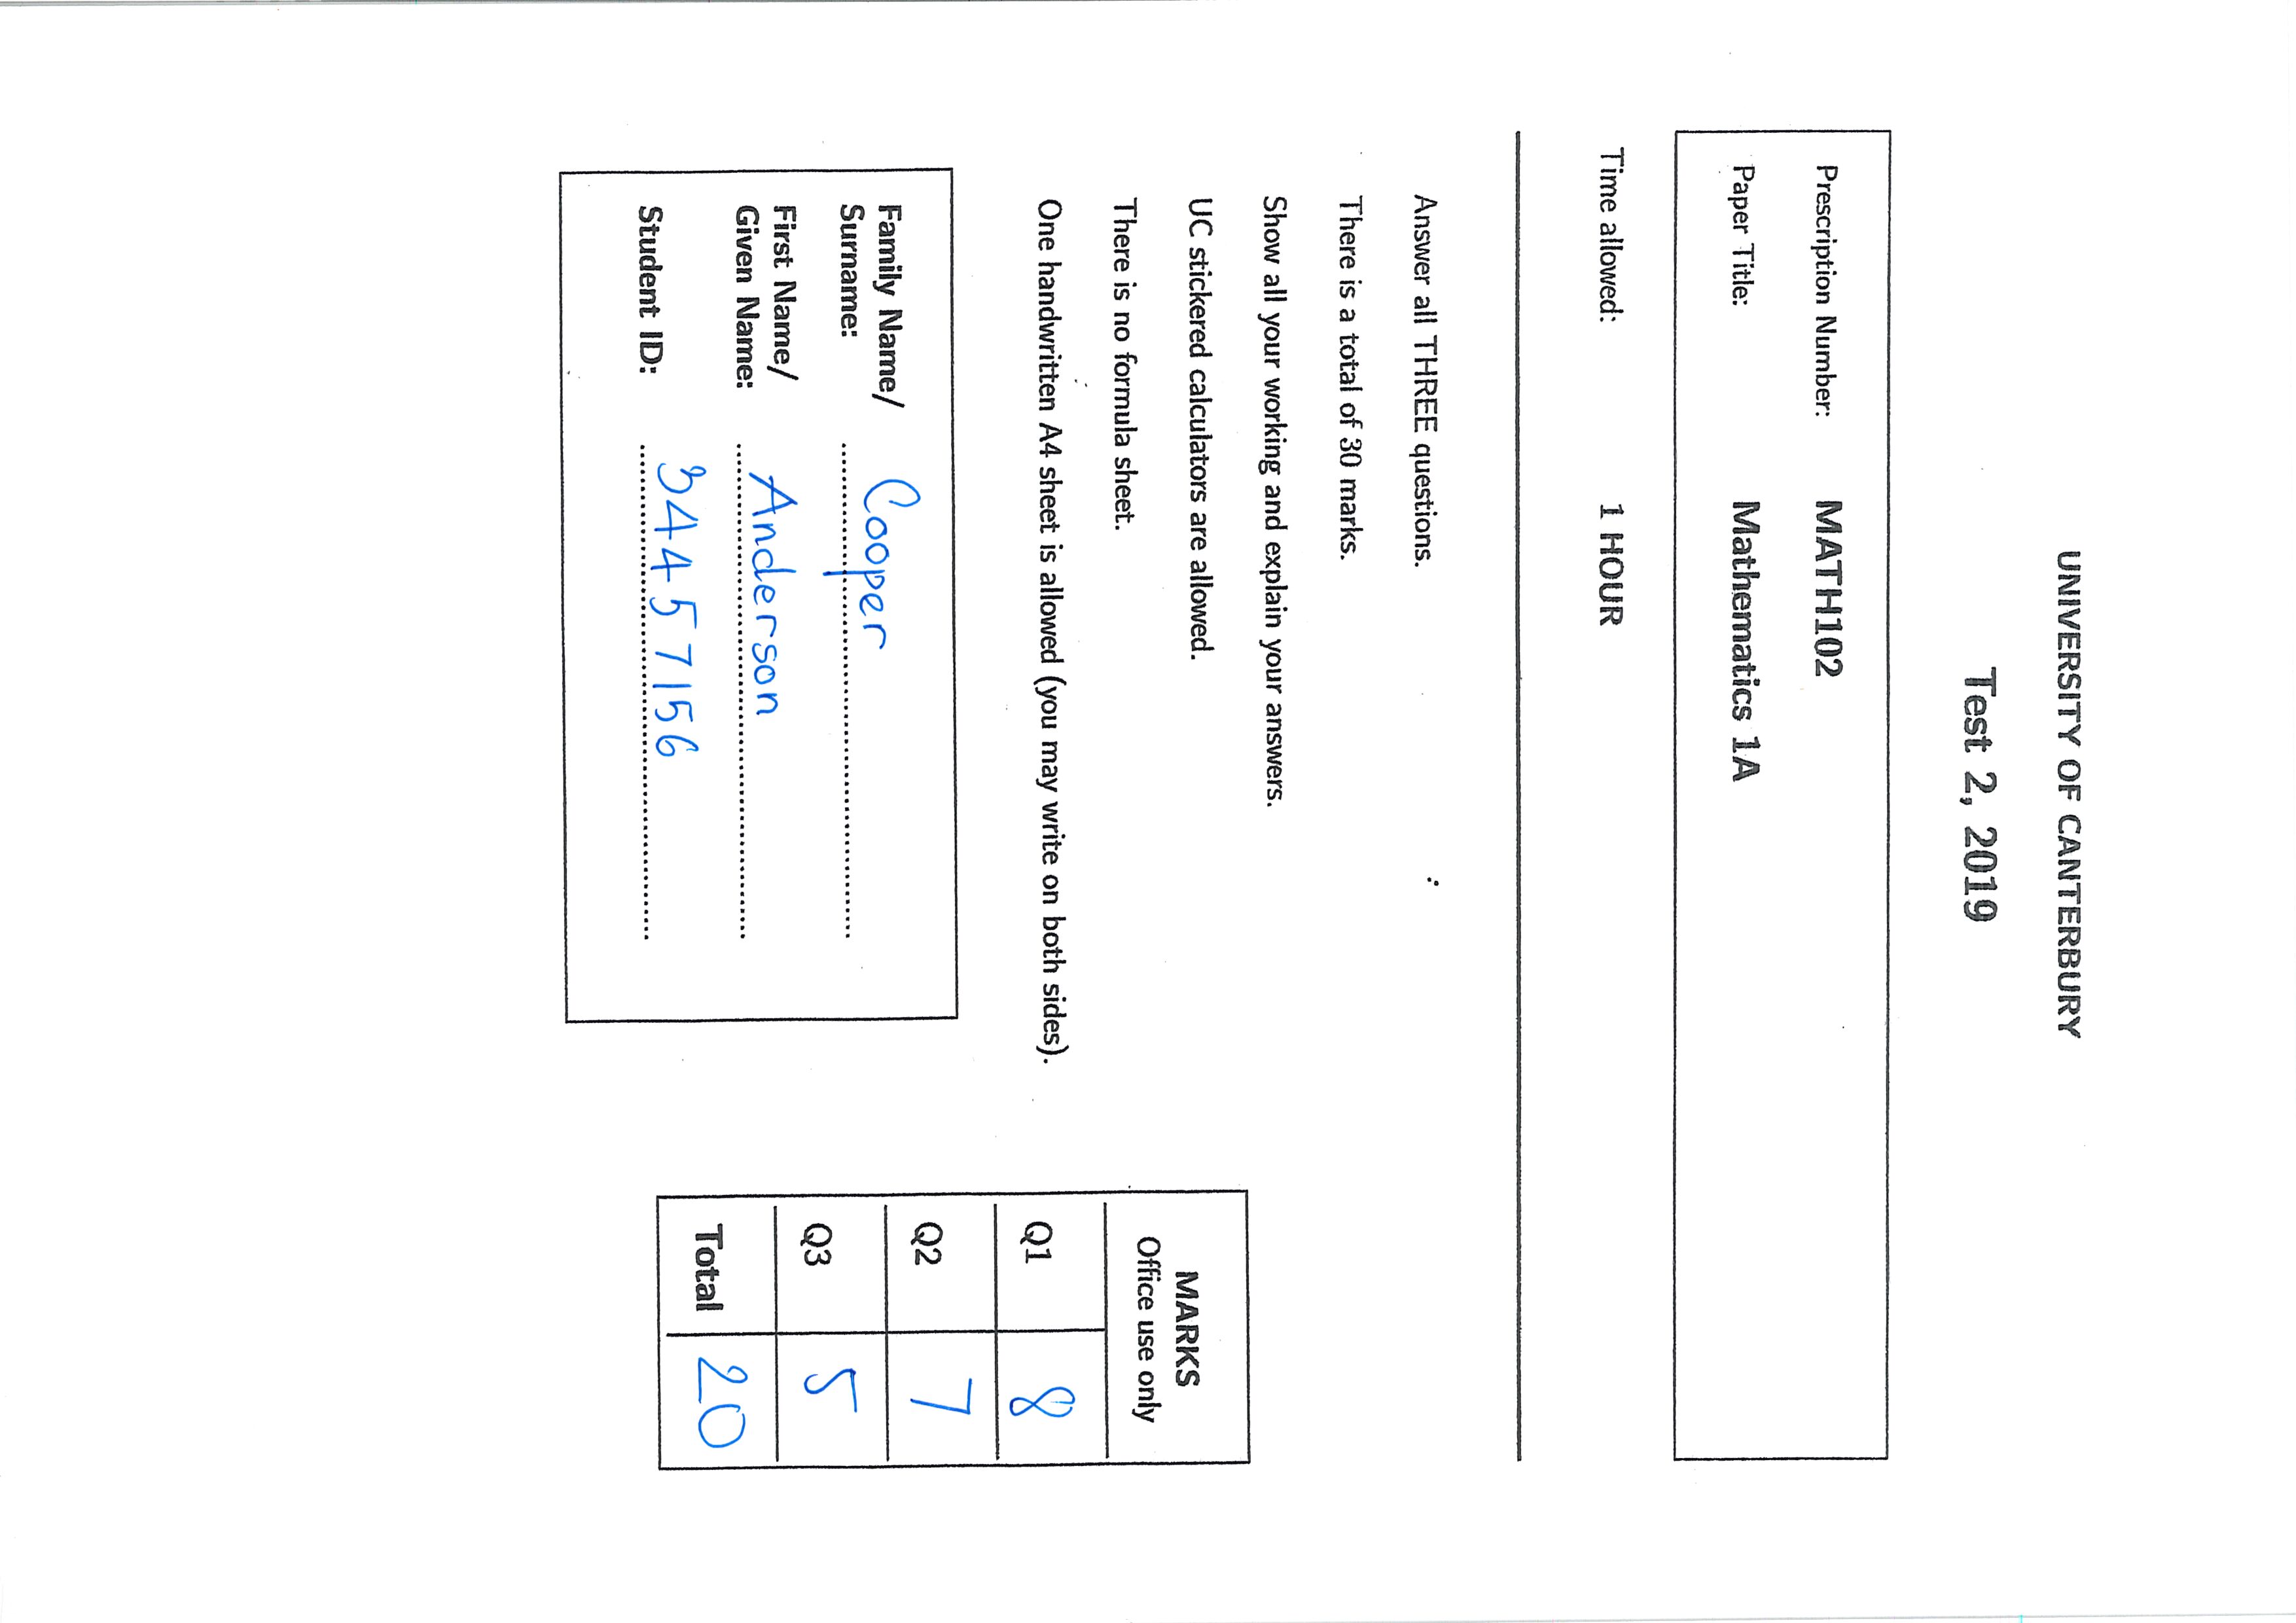 UNIVERSITY OF CANTERBURY
Test 2, 2019
Prescription Number: MATH102
Paper Title: Mathematics 1A
Time allowed: 1 HOUR
Answer all THREE questions.
There is a total of 30 marks.
Show all your working and explain your answers.
UC stickered calculators are allowed.
There is no formula sheet.
One handwritten A4 sheet is allowed (you may write on both sides).
MARKS
Office use only
Q1 8
Q2 7
Q3 5
Total 20
Family Name/
Surname: Cooper
First Name/
Given Name: Anderson
Student ID: 34457156